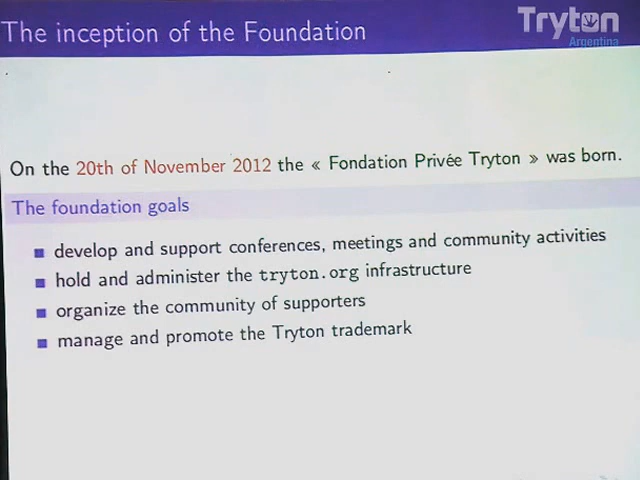 The inception of the Foundation
Tryton
Argentina
On the 20th of November 2012 the « Fondation Privée Tryton » was born.
The foundation goals
develop and support conferences, meetings and community activities
hold and administer the tryton.org infrastructure
organize the community of supporters
manage and promote the Tryton trademark